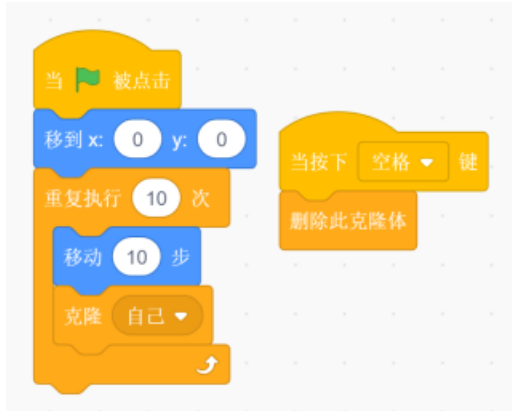 当 被点击
移到 x: 0 y: 0
重复执行 10 次
移动 10 步
克隆 自己
当按下 空格 键
删除此克隆体